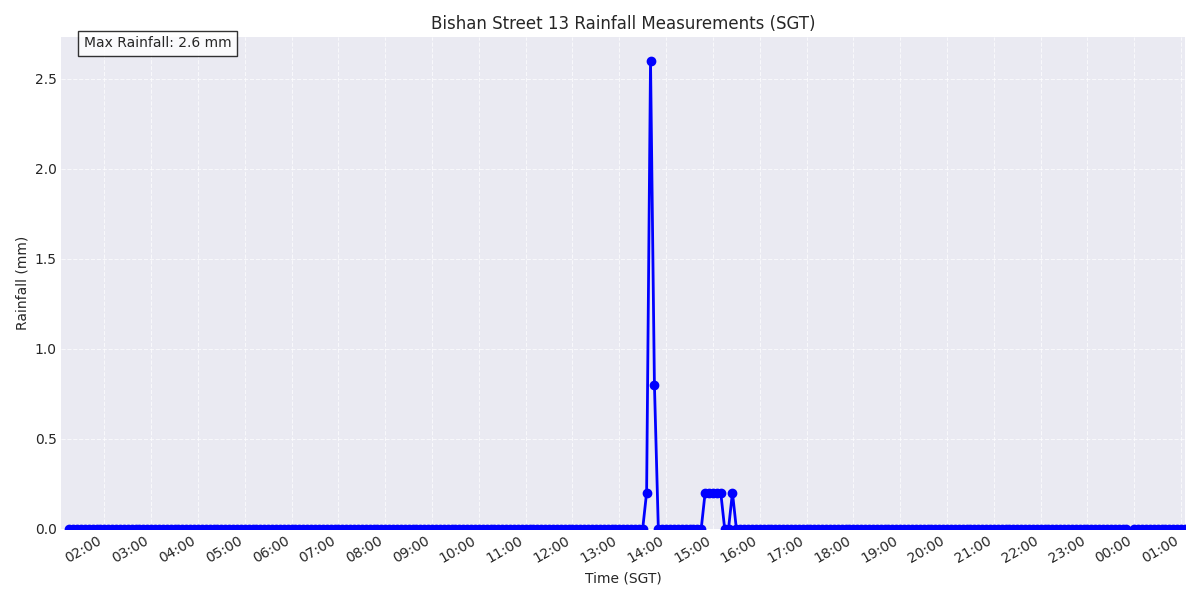 Bishan Street 13 Rainfall Measurements (SGT)
Max Rainfall: 2.6 mm
Rainfall (mm)
2.5
2.0
1.5
1.0
0.5
0.0
02:00 03:00 04:00 05:00 06:00 07:00 08:00 09:00 10:00 11:00 12:00 13:00 14:00 15:00 16:00 17:00 18:00 19:00 20:00 21:00 22:00 23:00 00:00 01:00
Time (SGT)